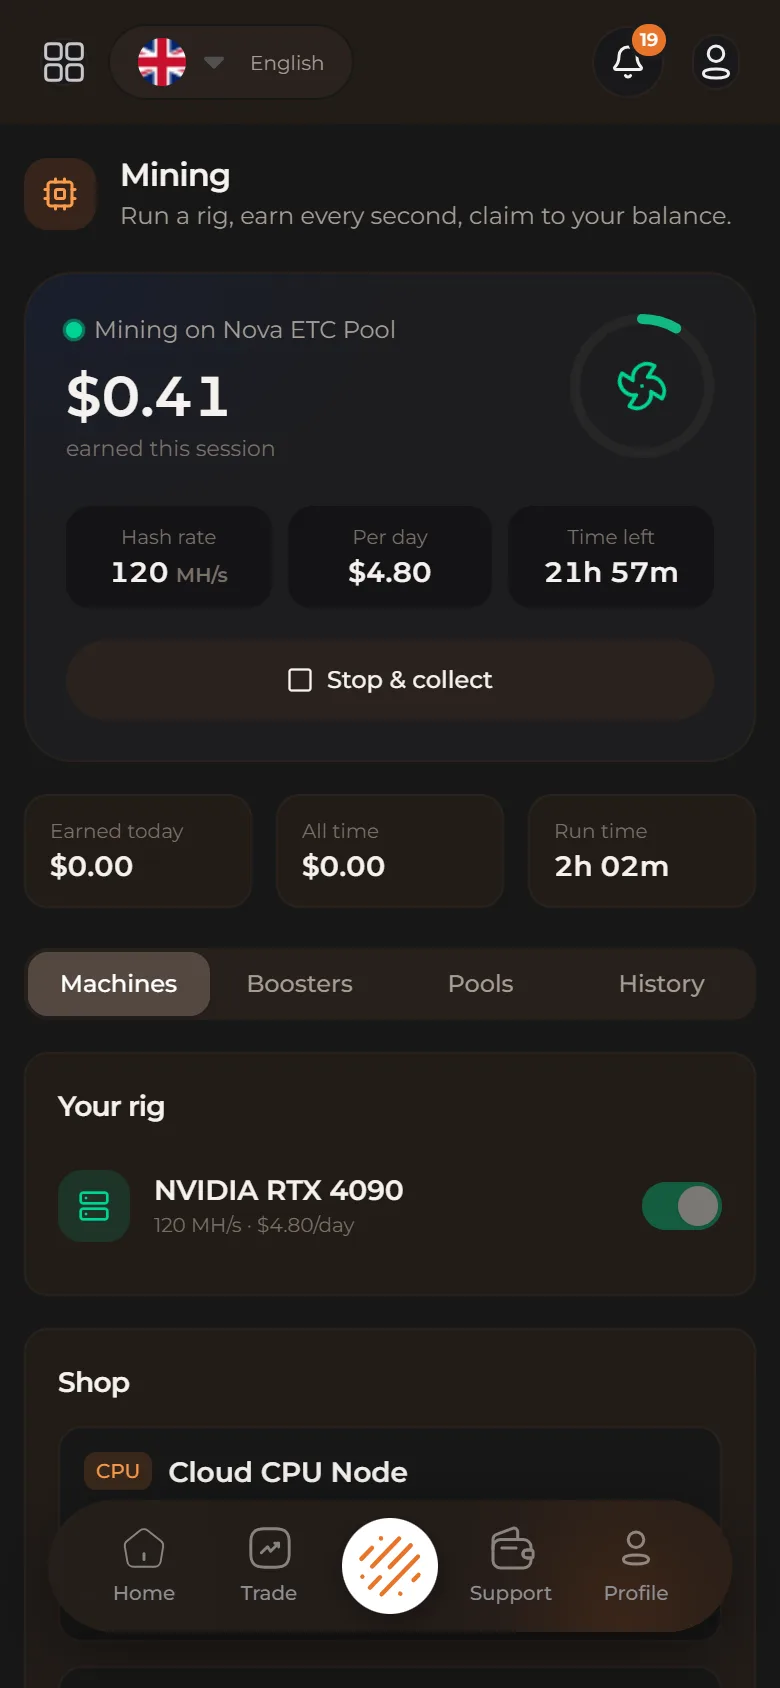 English
19
Mining
Run a rig, earn every second, claim to your balance.
Mining on Nova ETC Pool
$0.41
earned this session
Hash rate
120 MH/s
Per day
$4.80
Time left
21h 57m
Stop & collect
Earned today
$0.00
All time
$0.00
Run time
2h 02m
Machines
Boosters
Pools
History
Your rig
NVIDIA RTX 4090
120 MH/s · $4.80/day
Shop
CPU
Cloud CPU Node
Home
Trade
Support
Profile